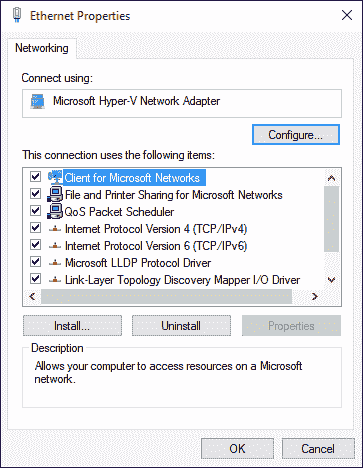 Ethernet Properties
Networking
Connect using:
Microsoft Hyper-V Network Adapter
Configure...
This connection uses the following items:
Client for Microsoft Networks
File and Printer Sharing for Microsoft Networks
QoS Packet Scheduler
Internet Protocol Version 4 (TCP/IPv4)
Internet Protocol Version 6 (TCP/IPv6)
Microsoft LLDP Protocol Driver
Link-Layer Topology Discovery Mapper I/O Driver
Install...
Uninstall
Properties
Description
Allows your computer to access resources on a Microsoft
network.
OK
Cancel